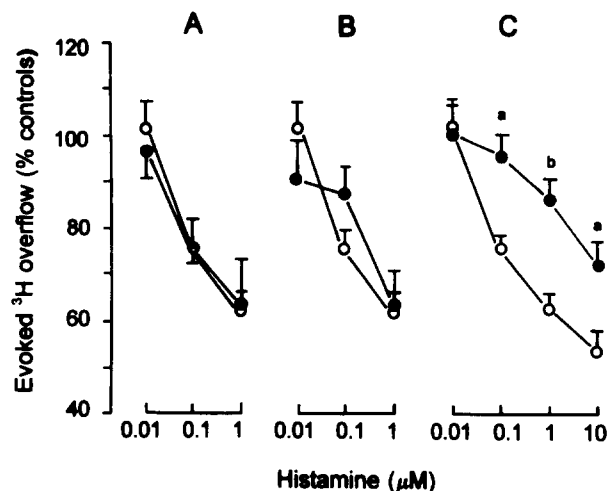 A B C
Evoked ³H overflow (% controls)
120
100
80
60
40
a
b
a
0.01 0.1 1 0.01 0.1 1 0.01 0.1 1 10
Histamine (μM)